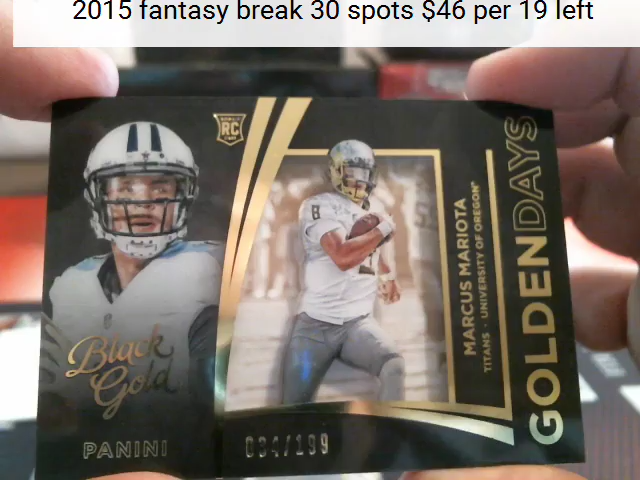 2015 fantasy break 30 spots $46 per 19 left
RC
Black
Gold
PANINI
8
MARCUS MARIOTA
TITANS · UNIVERSITY OF OREGON
GOLDENDAYS
034/199